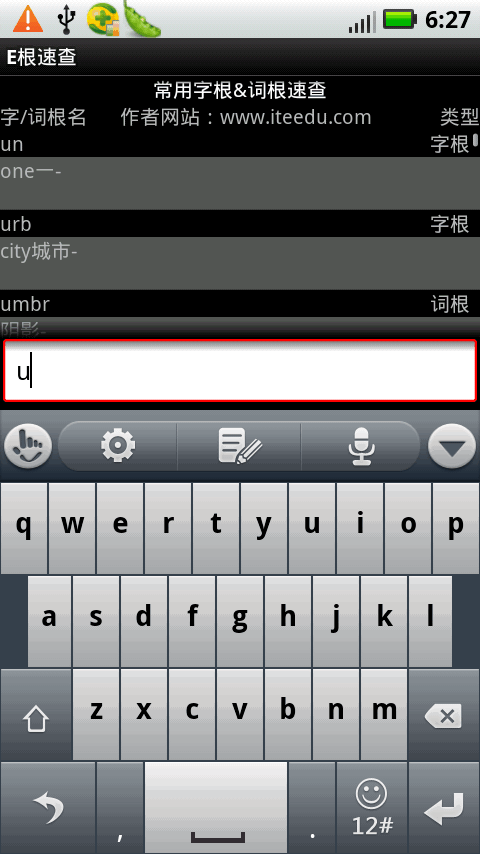 6:27
E根速查
常用字根&词根速查
字/词根名 作者网站：www.iteedu.com 类型
un 字根
one一-
urb 字根
city城市-
umbr 词根
阴影-
u
q w e r t y u i o p
a s d f g h j k l
z x c v b n m
, . 12#